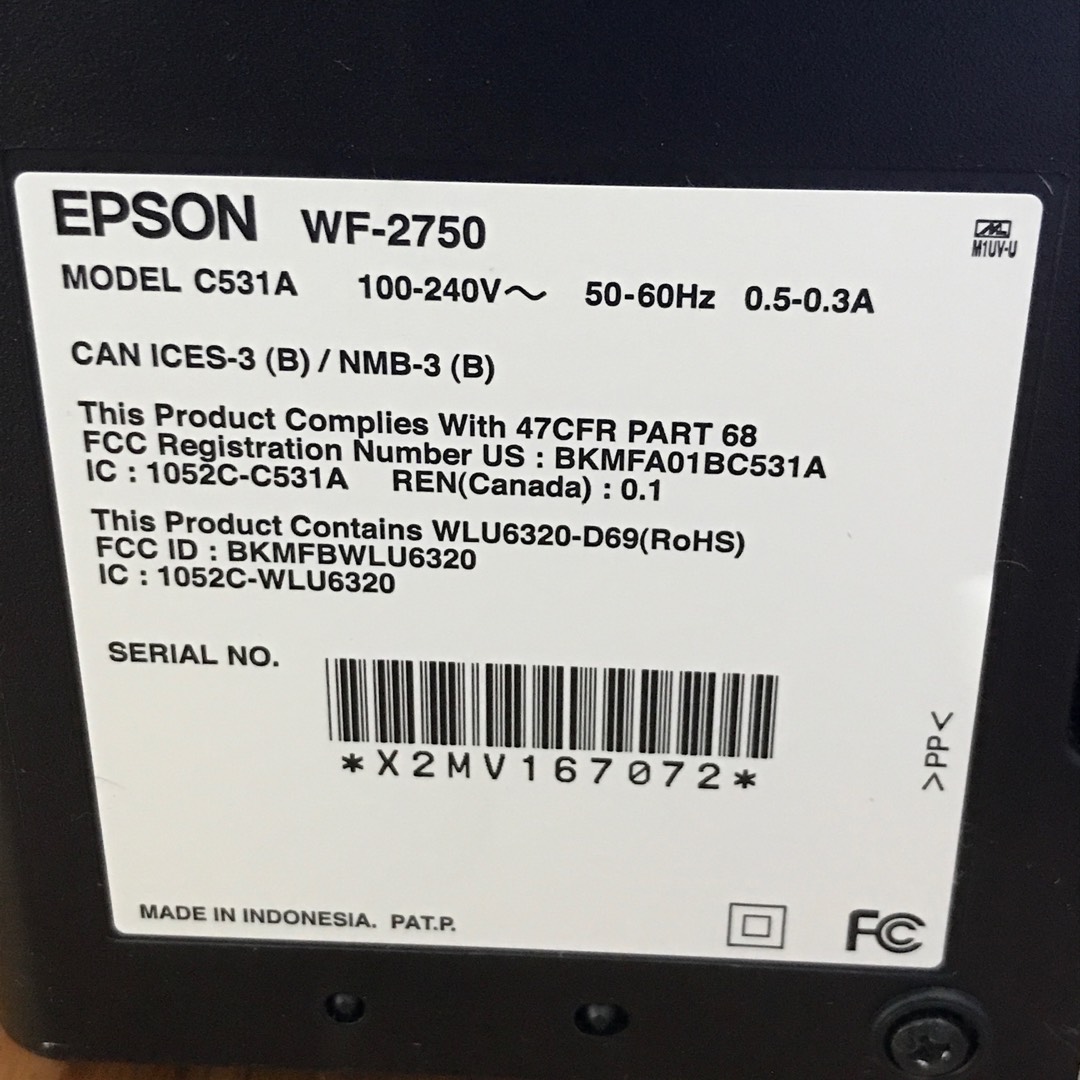 EPSON WF-2750
M1UV-U
MODEL C531A 100-240V～ 50-60Hz 0.5-0.3A
CAN ICES-3 (B) / NMB-3 (B)
This Product Complies With 47CFR PART 68
FCC Registration Number US : BKMFA01BC531A
IC : 1052C-C531A REN(Canada) : 0.1
This Product Contains WLU6320-D69(RoHS)
FCC ID : BKMFBWLU6320
IC : 1052C-WLU6320
SERIAL NO.
*X2MV167072*
>PP<
MADE IN INDONESIA. PAT.P.
FC